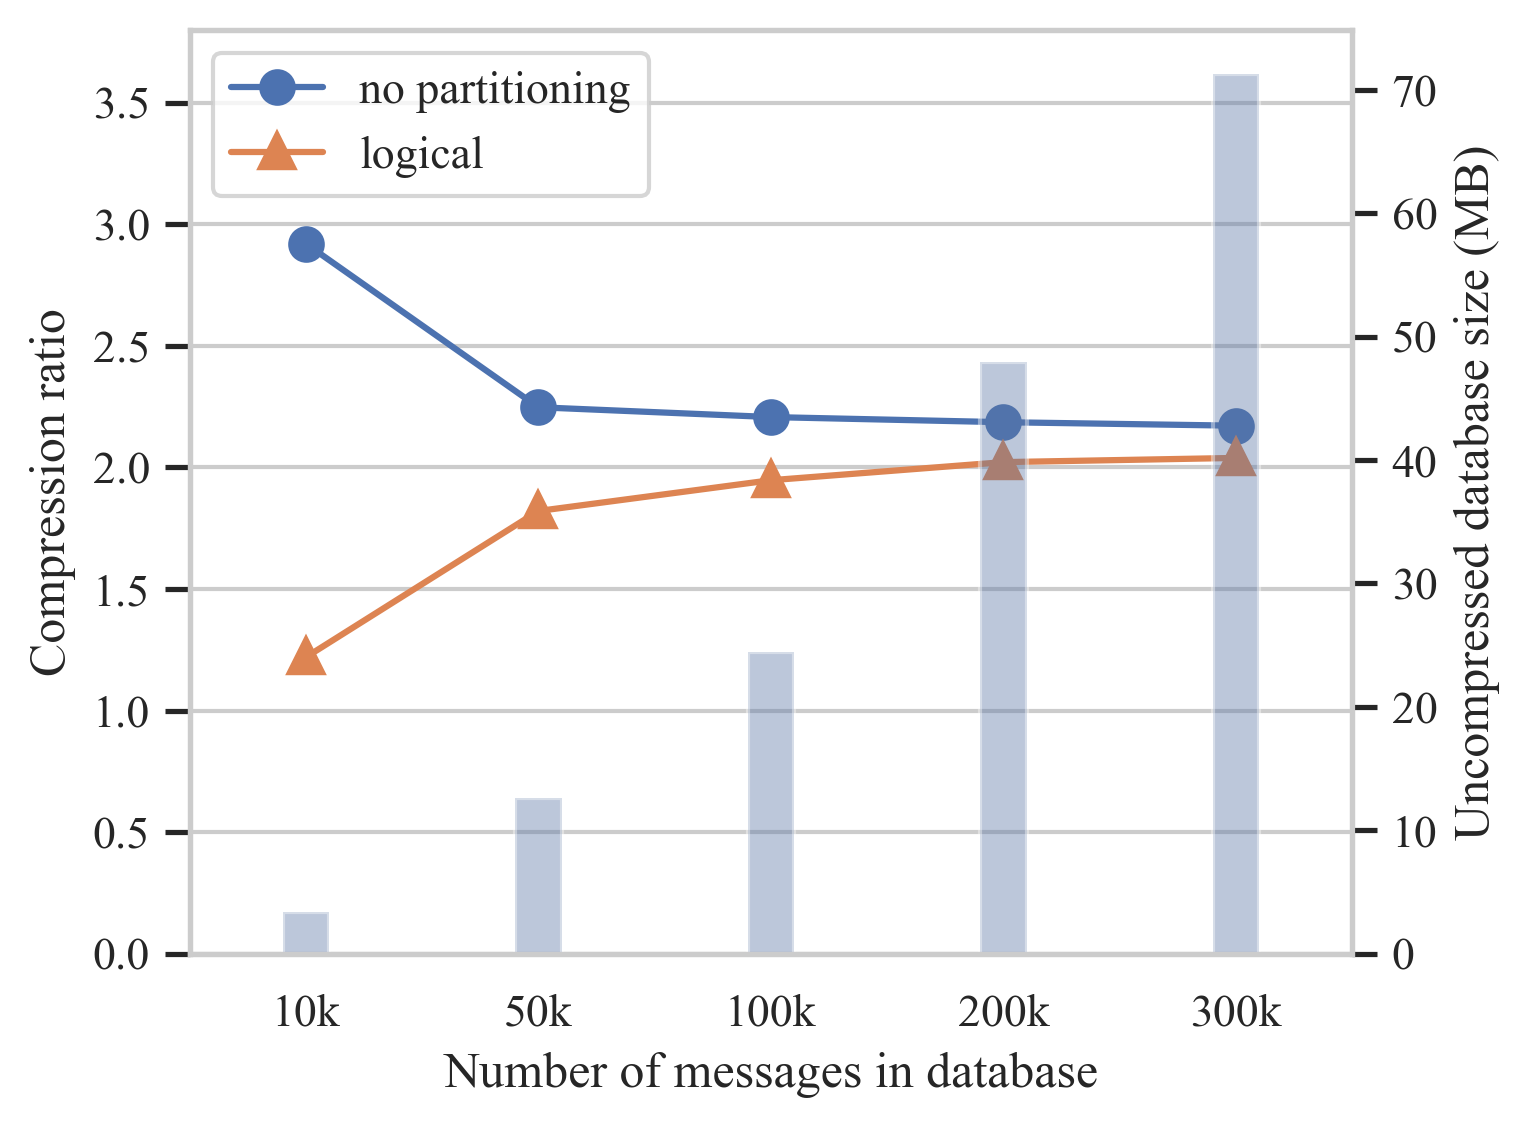 no partitioning
logical
3.5
3.0
2.5
2.0
1.5
1.0
0.5
0.0
Compression ratio
70
60
50
40
30
20
10
0
Uncompressed database size (MB)
10k 50k 100k 200k 300k
Number of messages in database